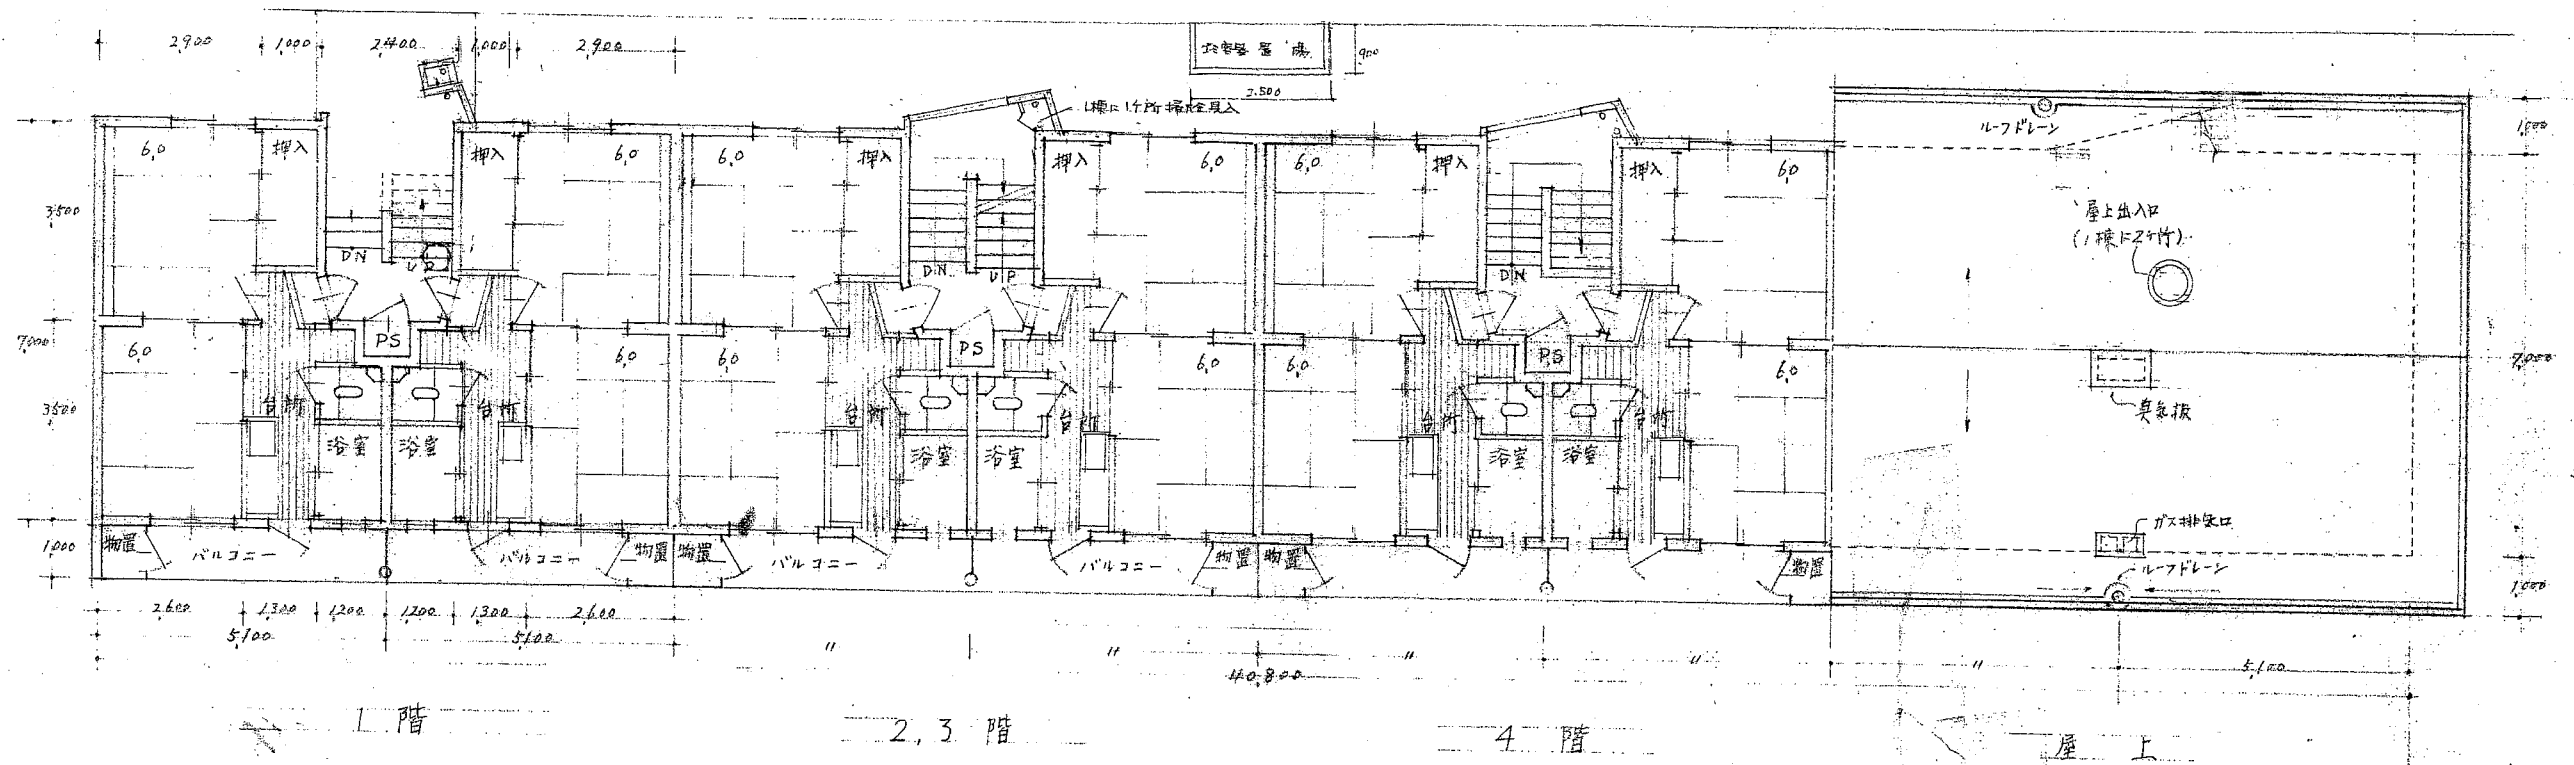 2,900 1,000 2,400 1,000 2,900
置場
900
2,500
1棟に1ケ所掃除金具入
ルーフドレーン
1,000
6,0 押入 押入 6,0 6,0 押入 押入 6,0 6,0 押入 押入 6,0
3,500
屋上出入口
(1棟に2ケ所)
DN UP DN UP DN
PS PS PS
7,000
7,000
6,0 6,0 6,0 6,0 6,0 6,0
3,500
台所 台所 台所 台所 台所 台所
臭気抜
浴室 浴室 浴室 浴室 浴室 浴室
ガス排気口
1,000
物置 バルコニー バルコニー 物置 物置 バルコニー バルコニー 物置 物置 物置
ルーフドレーン
1,000
2,600 1,300 1,200 1,200 1,300 2,600
5,100 5,100 〃 〃 〃 〃 〃 5,100
40,800
1 階
2, 3 階
4 階
屋 上